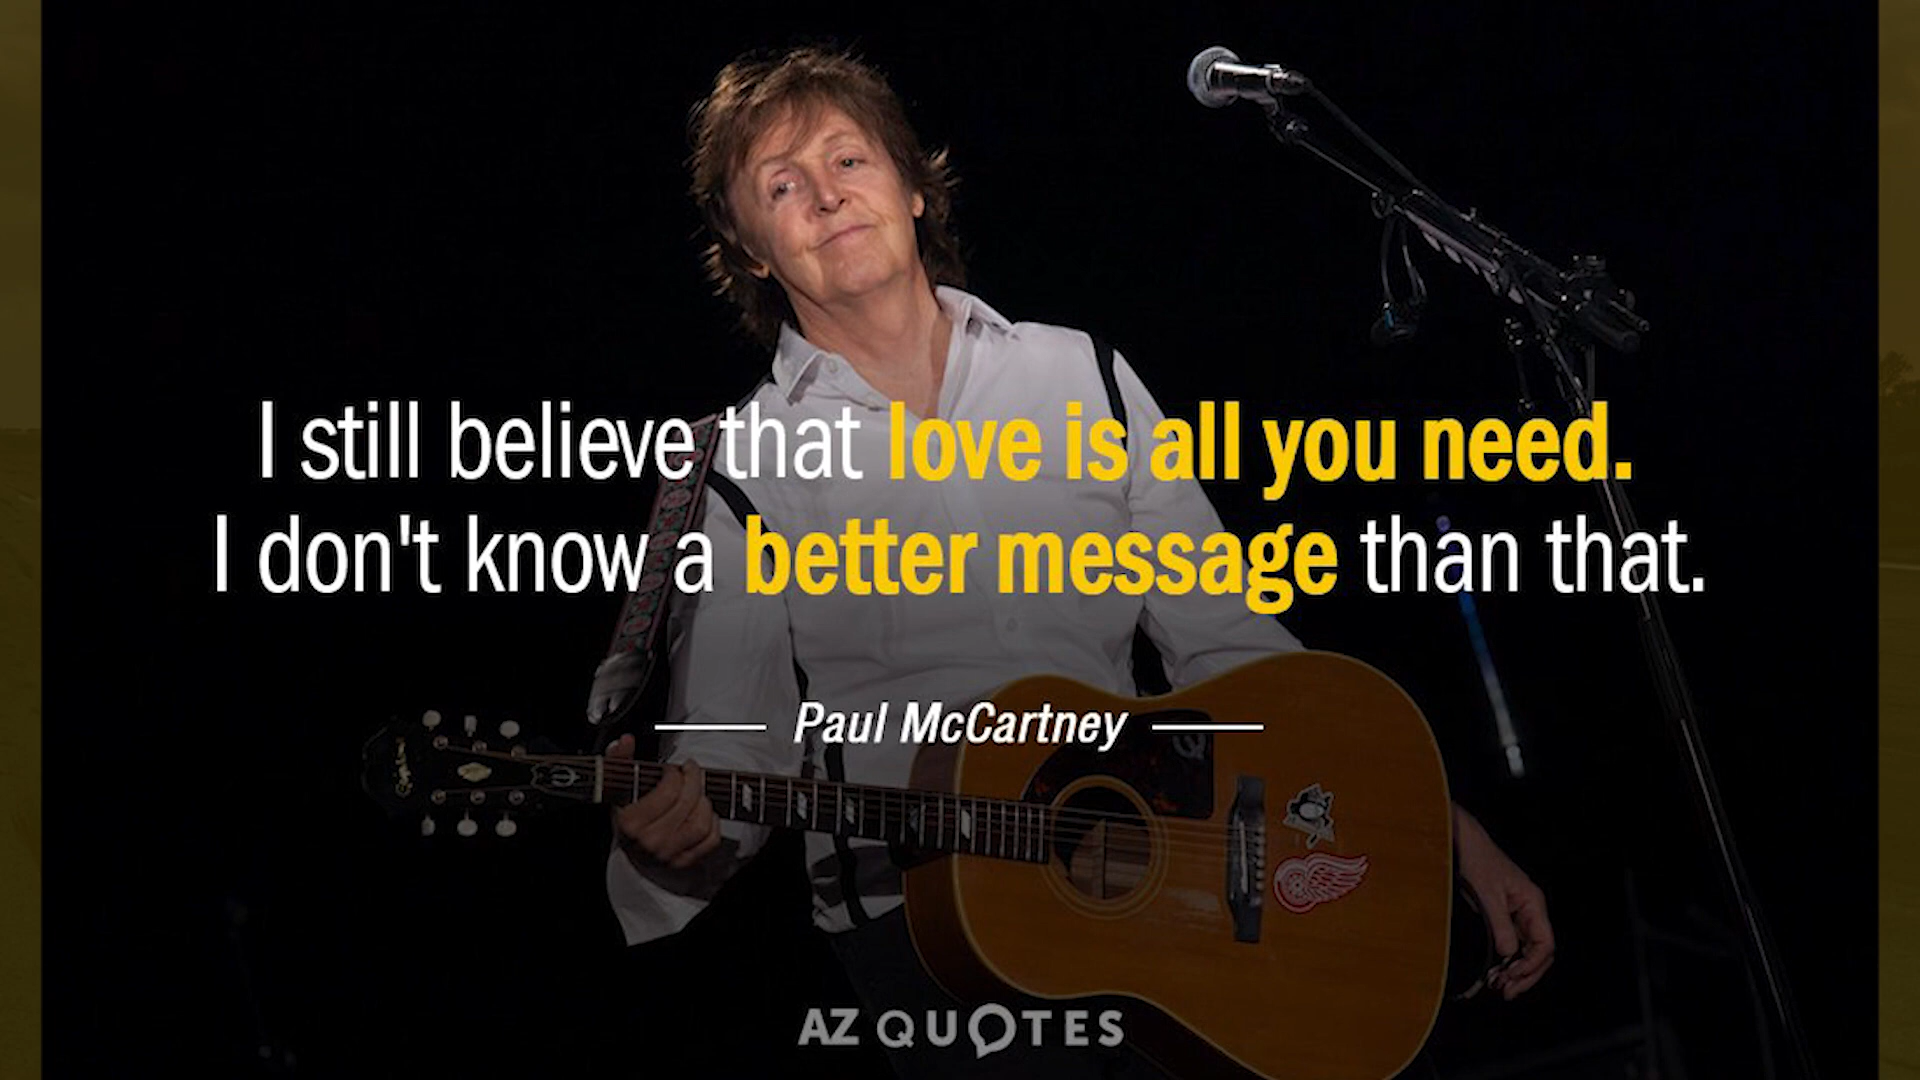 I still believe that love is all you need.
I don't know a better message than that.
Paul McCartney
AZ QUOTES